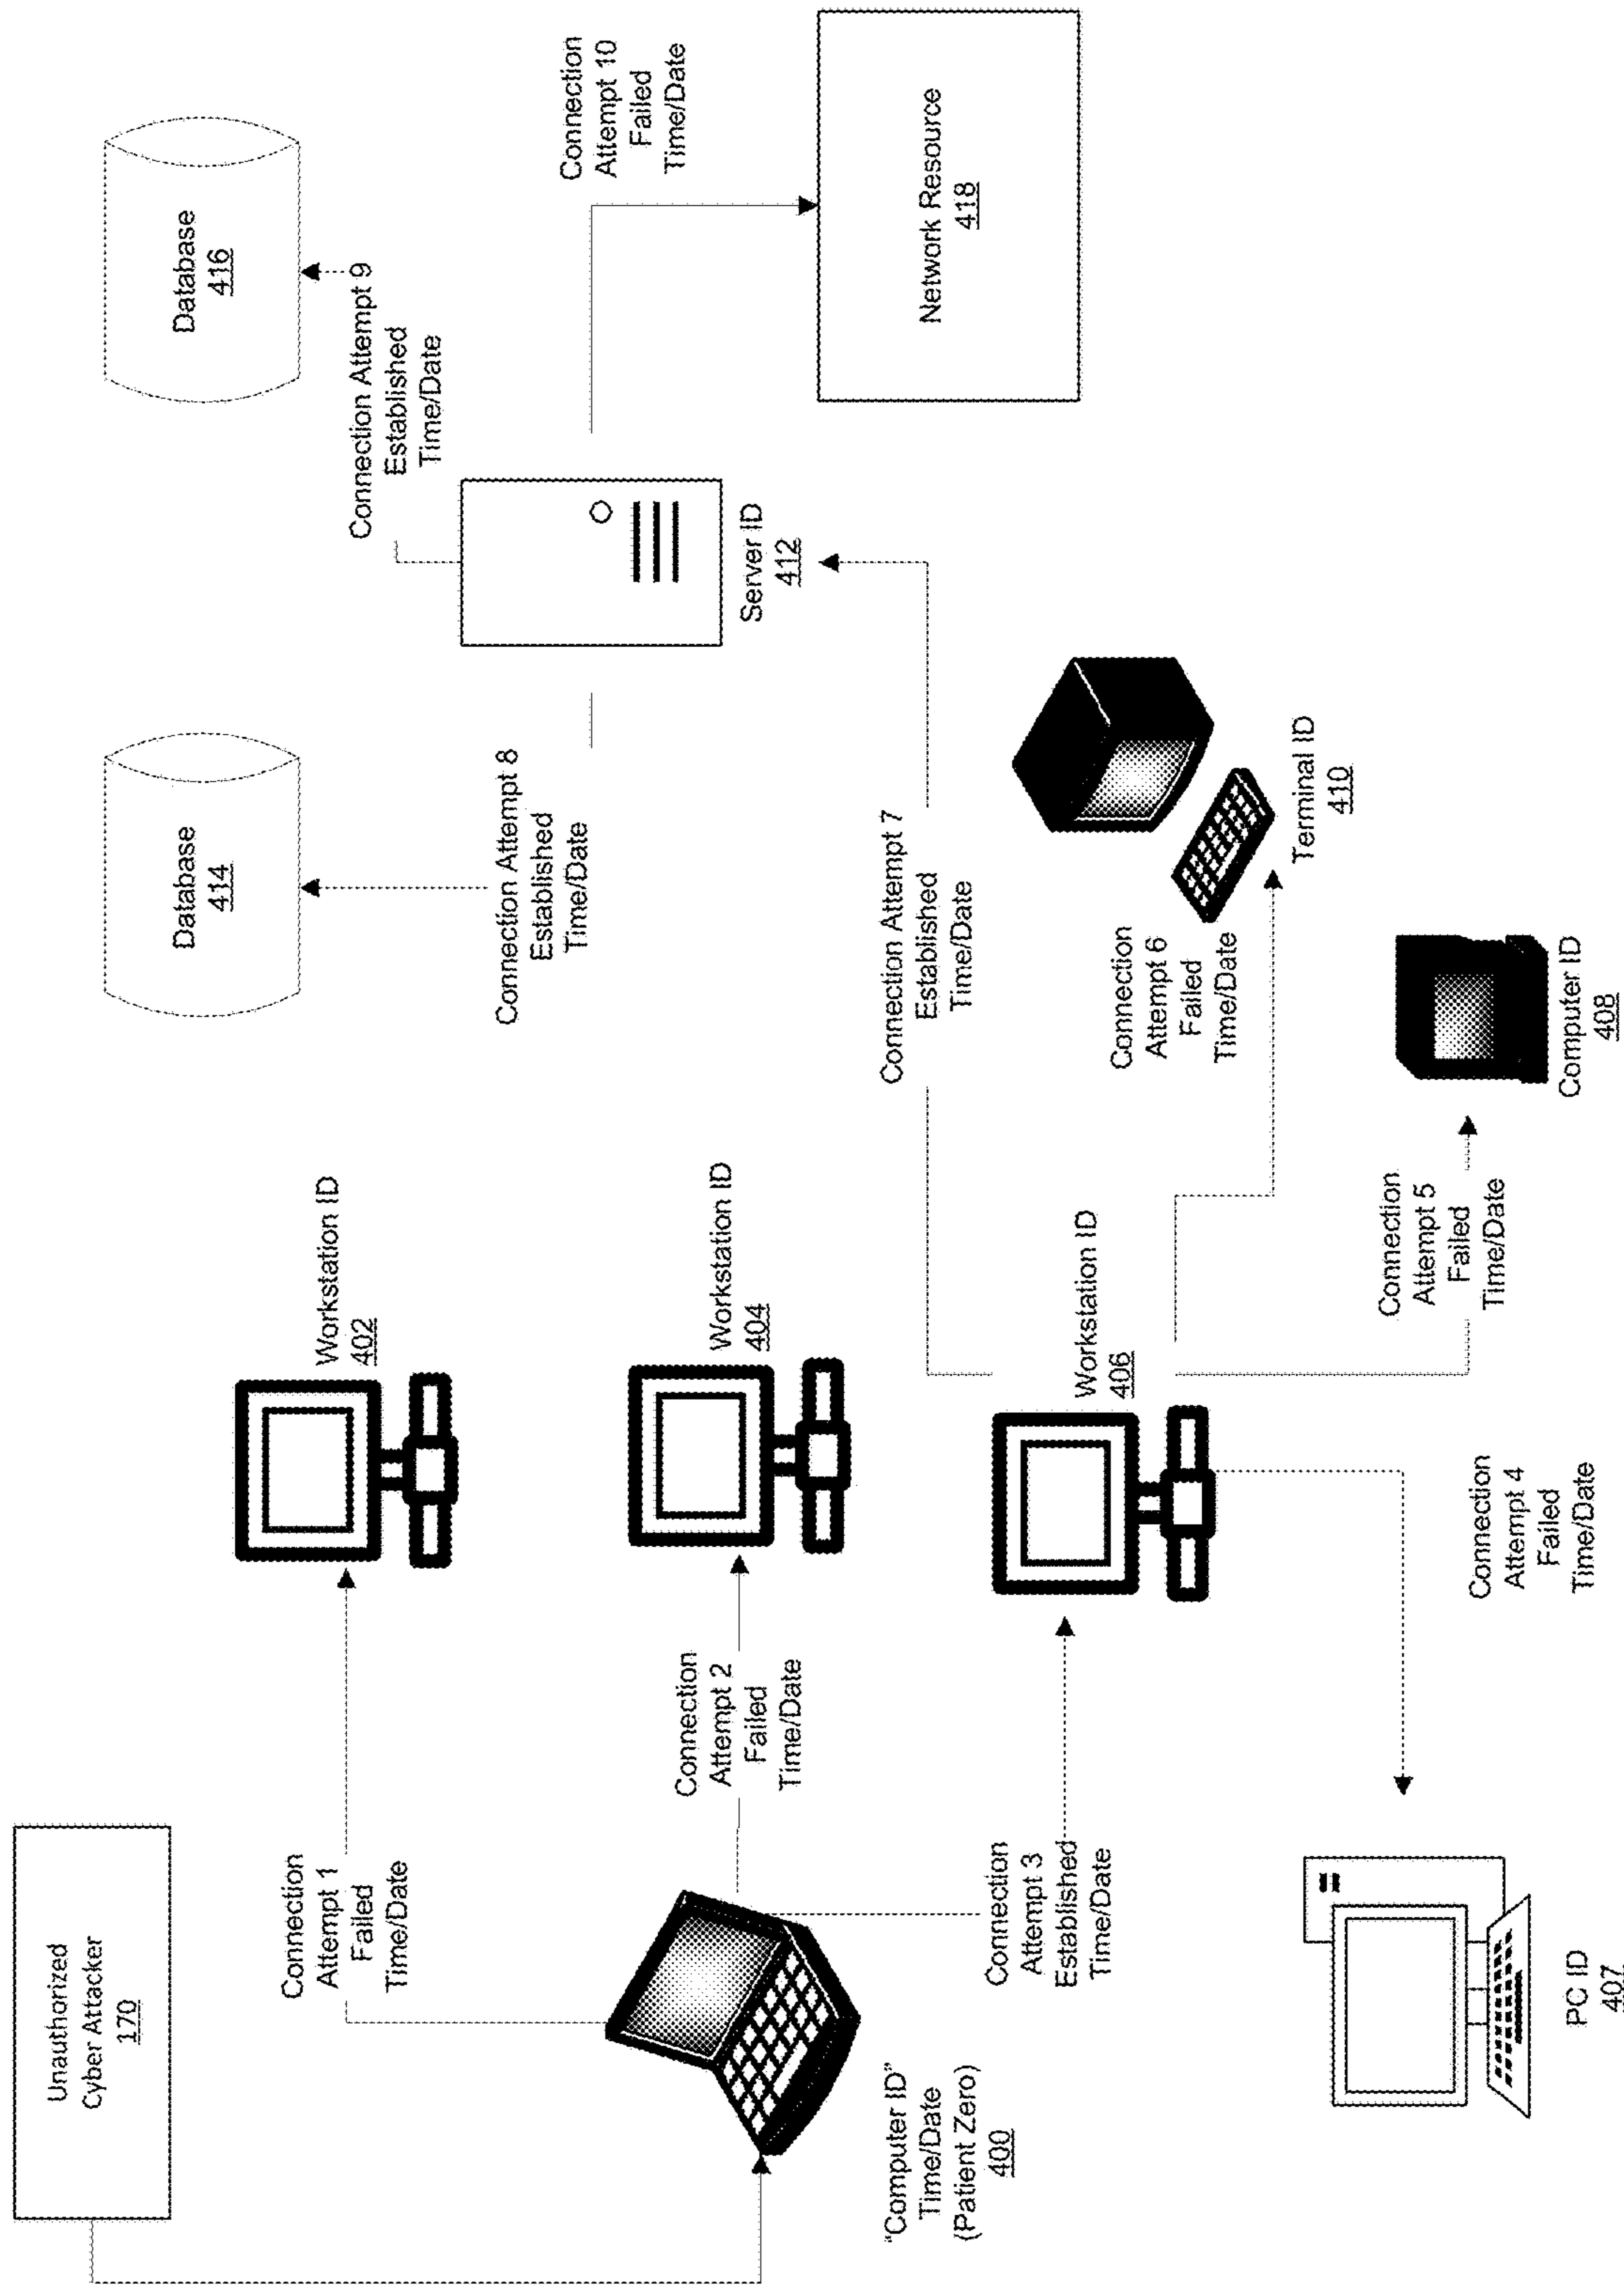 Unauthorized
Cyber Attacker
170
Connection
Attempt 1
Failed
Time/Date
Workstation ID
402
"Computer ID"
Time/Date
(Patient Zero)
400
Connection
Attempt 2
Failed
Time/Date
Workstation ID
404
Connection
Attempt 3
Established
Time/Date
Workstation ID
406
PC ID
407
Connection
Attempt 4
Failed
Time/Date
Connection
Attempt 5
Failed
Time/Date
Computer ID
408
Connection
Attempt 6
Failed
Time/Date
Terminal ID
410
Connection Attempt 7
Established
Time/Date
Server ID
412
Database
414
Connection Attempt 8
Established
Time/Date
Database
416
Connection Attempt 9
Established
Time/Date
Connection
Attempt 10
Failed
Time/Date
Network Resource
418